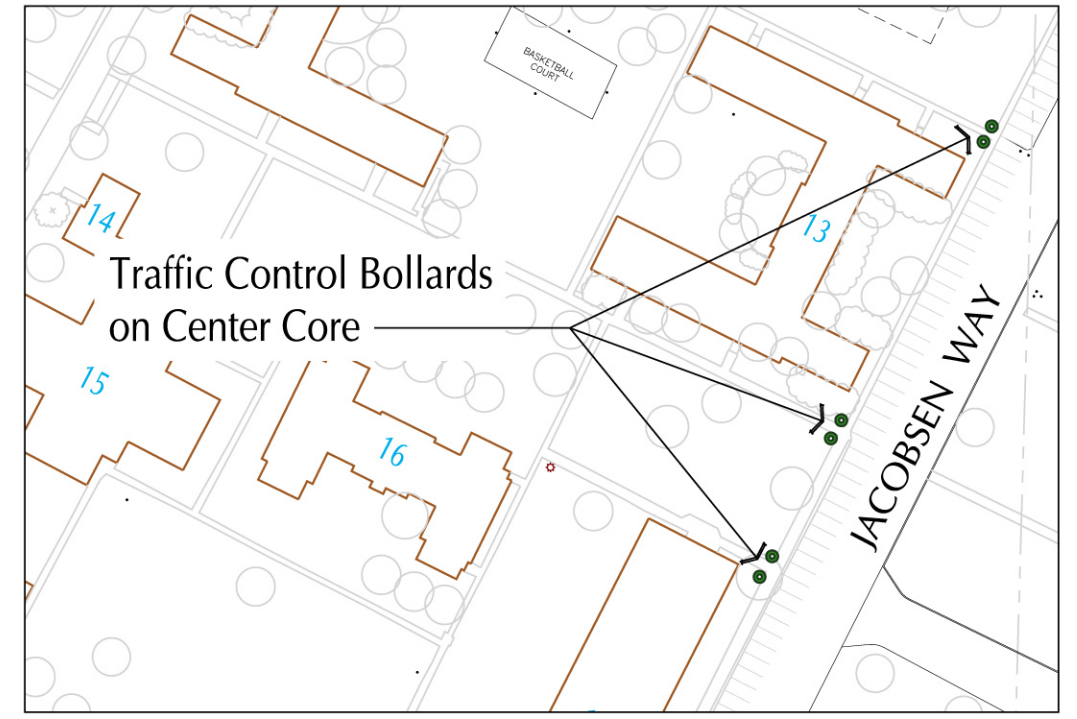 BASKETBALL
COURT
13
14
Traffic Control Bollards
on Center Core
JACOBSEN WAY
15
16